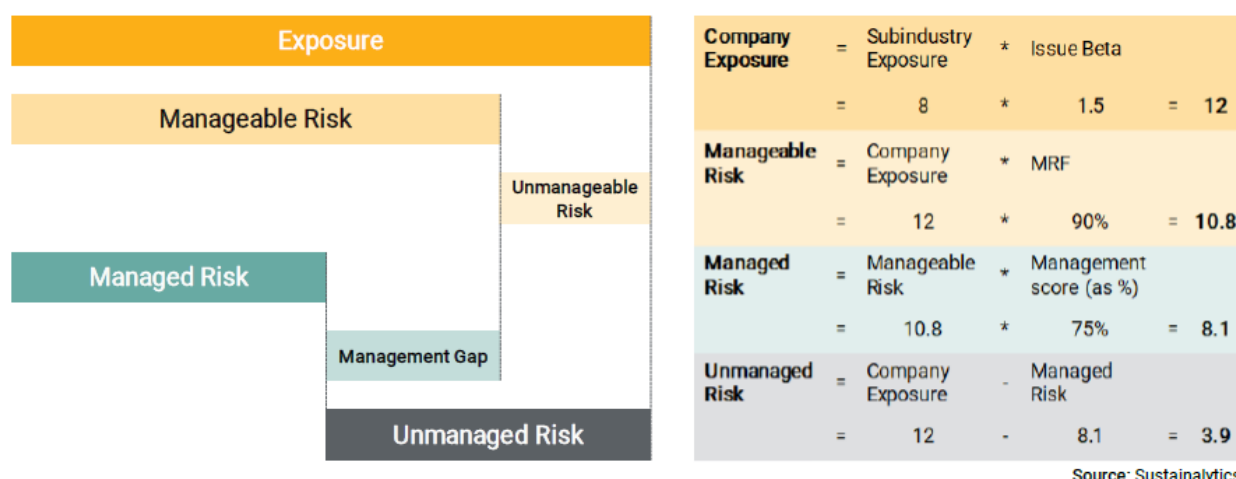 Exposure
Manageable Risk
Unmanageable
Risk
Managed Risk
Management Gap
Unmanaged Risk
Company
Exposure = Subindustry
Exposure * Issue Beta
= 8 * 1.5 = 12
Manageable
Risk = Company
Exposure * MRF
= 12 * 90% = 10.8
Managed
Risk = Manageable
Risk * Management
score (as %)
= 10.8 * 75% = 8.1
Unmanaged
Risk = Company
Exposure - Managed
Risk
= 12 - 8.1 = 3.9
Source: Sustainalytics